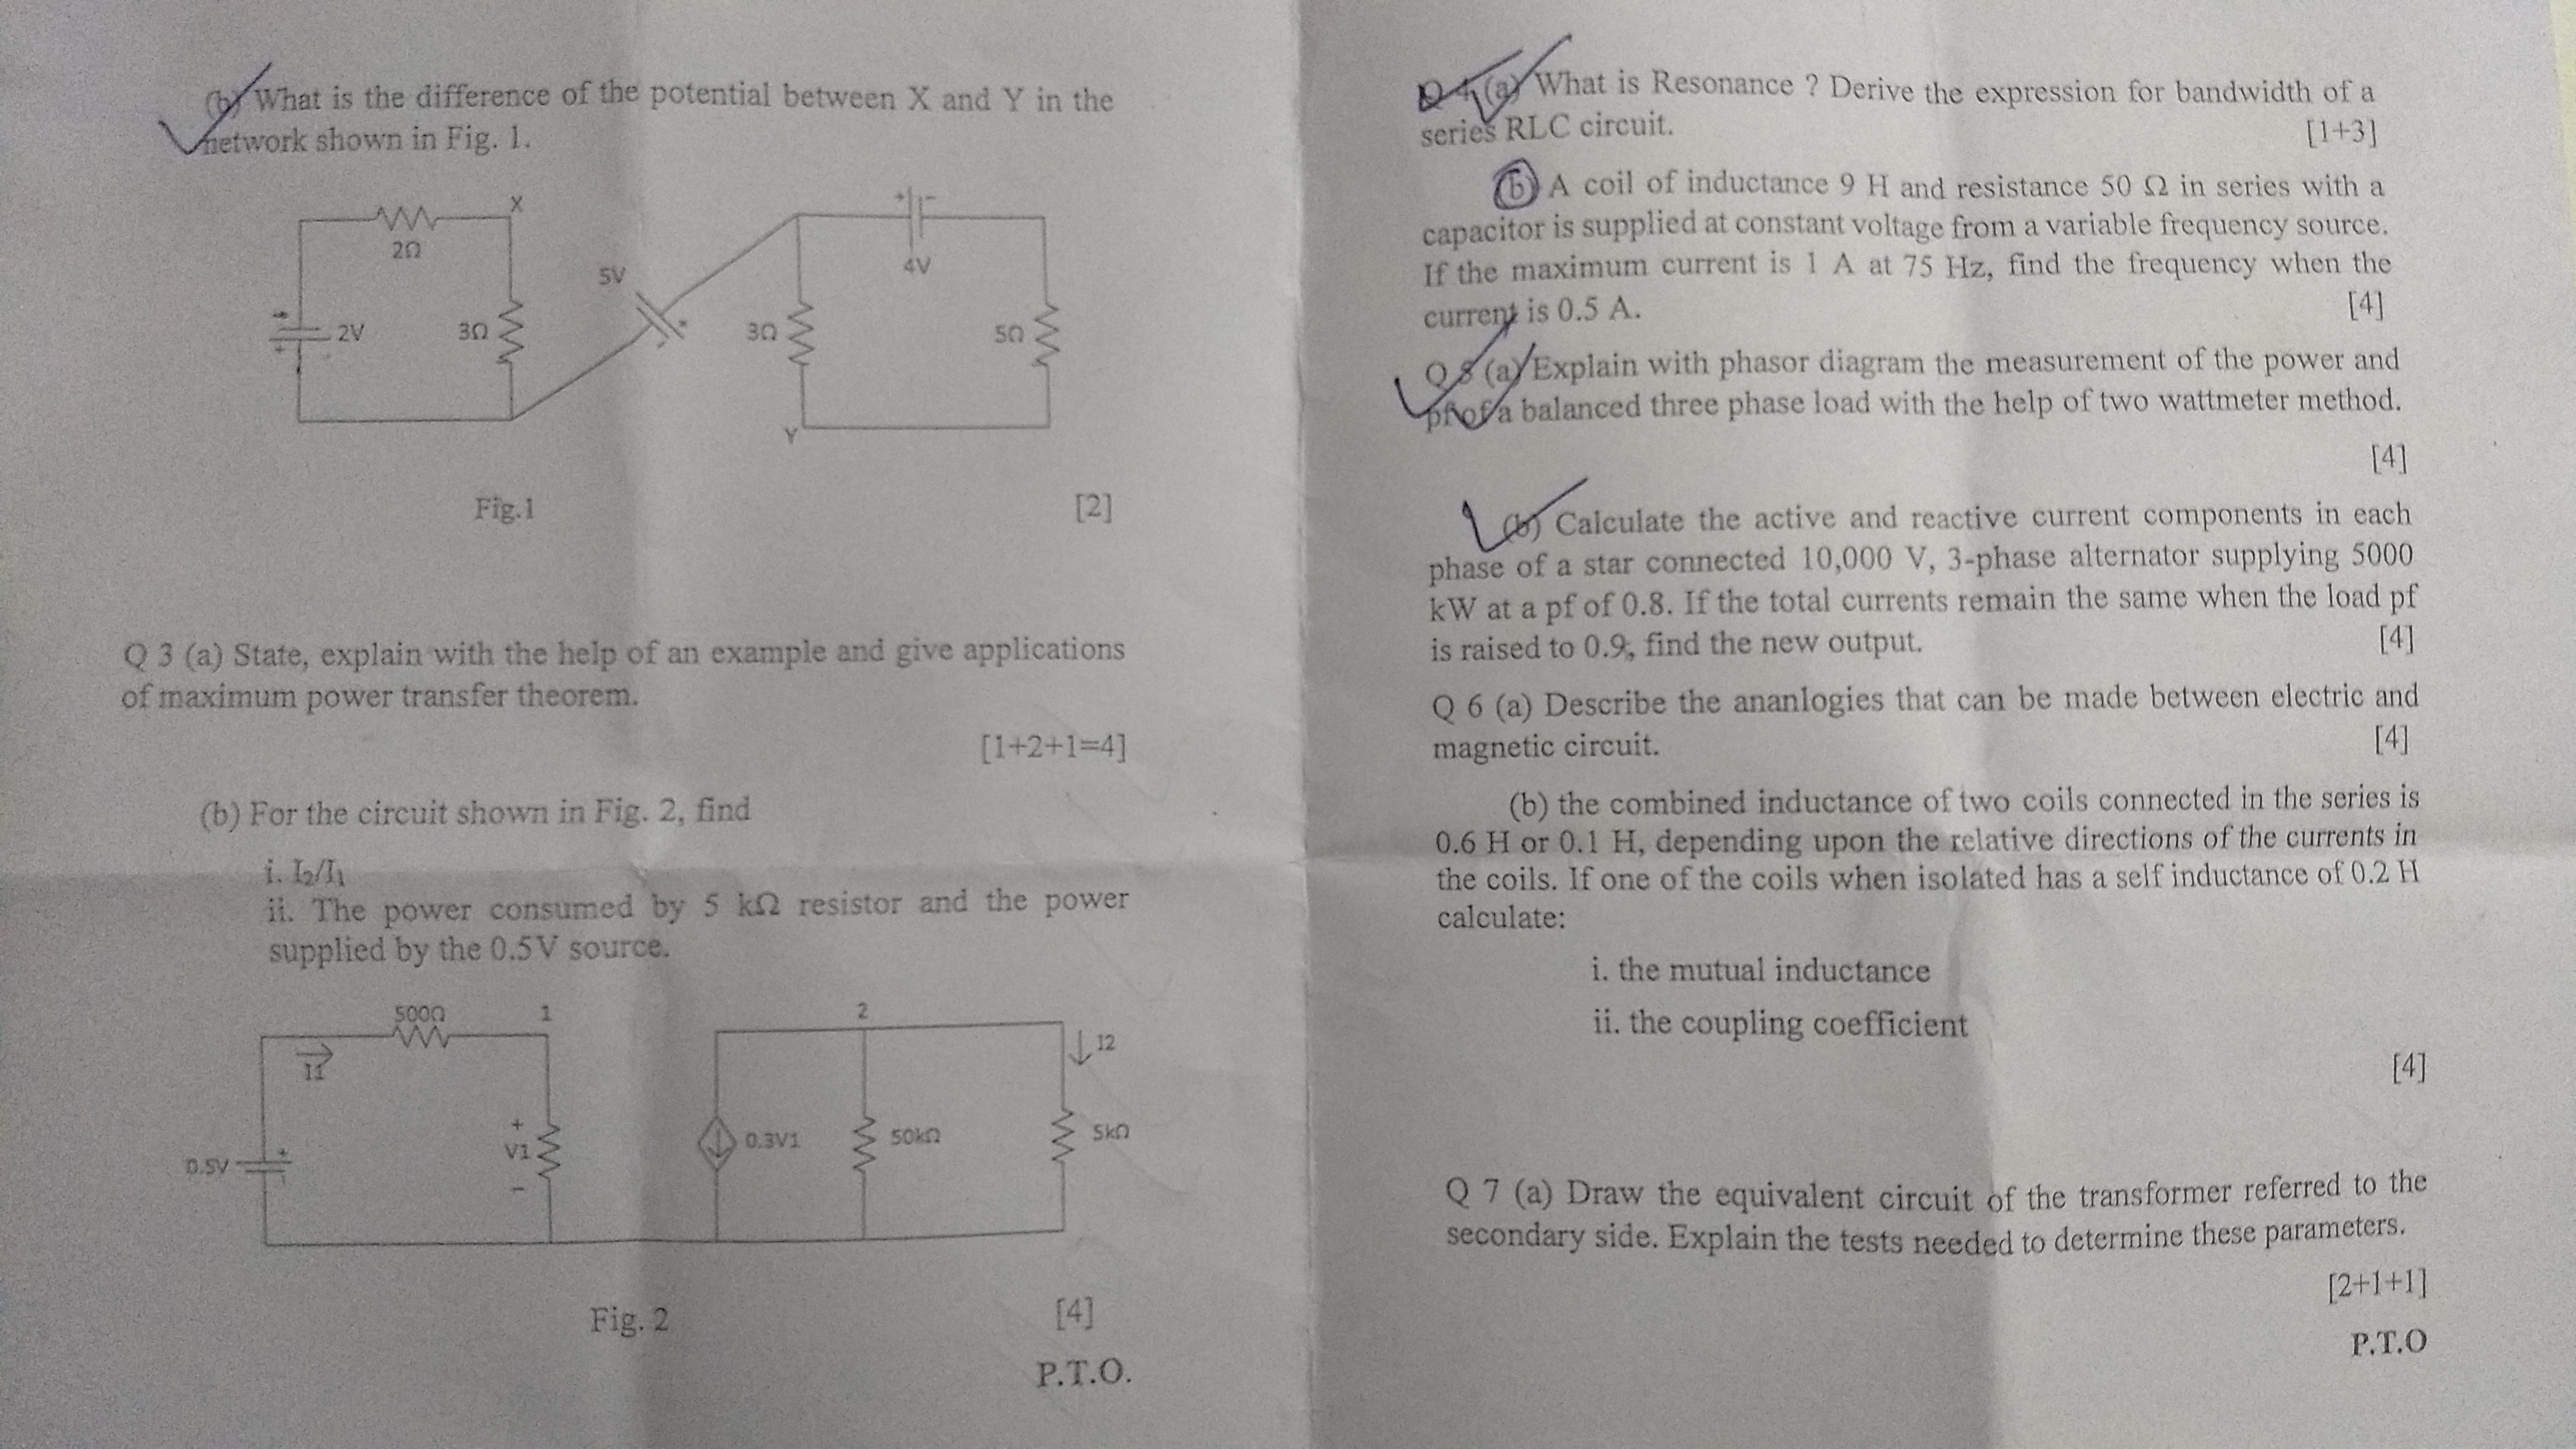 (b) What is the difference of the potential between X and Y in the
network shown in Fig. 1.
X
2Ω
5V
4V
2V
3Ω
3Ω
5Ω
Y
Fig.1
[2]
Q 3 (a) State, explain with the help of an example and give applications
of maximum power transfer theorem.
[1+2+1=4]
(b) For the circuit shown in Fig. 2, find
i. I₂/I₁
ii. The power consumed by 5 kΩ resistor and the power
supplied by the 0.5V source.
500Ω
1
2
I1
I2
+
V1
-
0.3V1
50kΩ
5kΩ
0.5V
Fig. 2
[4]
P.T.O.
Q 4 (a) What is Resonance ? Derive the expression for bandwidth of a
series RLC circuit.
[1+3]
(b) A coil of inductance 9 H and resistance 50 Ω in series with a
capacitor is supplied at constant voltage from a variable frequency source.
If the maximum current is 1 A at 75 Hz, find the frequency when the
current is 0.5 A.
[4]
Q (a) Explain with phasor diagram the measurement of the power and
pf of a balanced three phase load with the help of two wattmeter method.
[4]
(b) Calculate the active and reactive current components in each
phase of a star connected 10,000 V, 3-phase alternator supplying 5000
kW at a pf of 0.8. If the total currents remain the same when the load pf
is raised to 0.9, find the new output.
[4]
Q 6 (a) Describe the ananlogies that can be made between electric and
magnetic circuit.
[4]
(b) the combined inductance of two coils connected in the series is
0.6 H or 0.1 H, depending upon the relative directions of the currents in
the coils. If one of the coils when isolated has a self inductance of 0.2 H
calculate:
i. the mutual inductance
ii. the coupling coefficient
[4]
Q 7 (a) Draw the equivalent circuit of the transformer referred to the
secondary side. Explain the tests needed to determine these parameters.
[2+1+1]
P.T.O